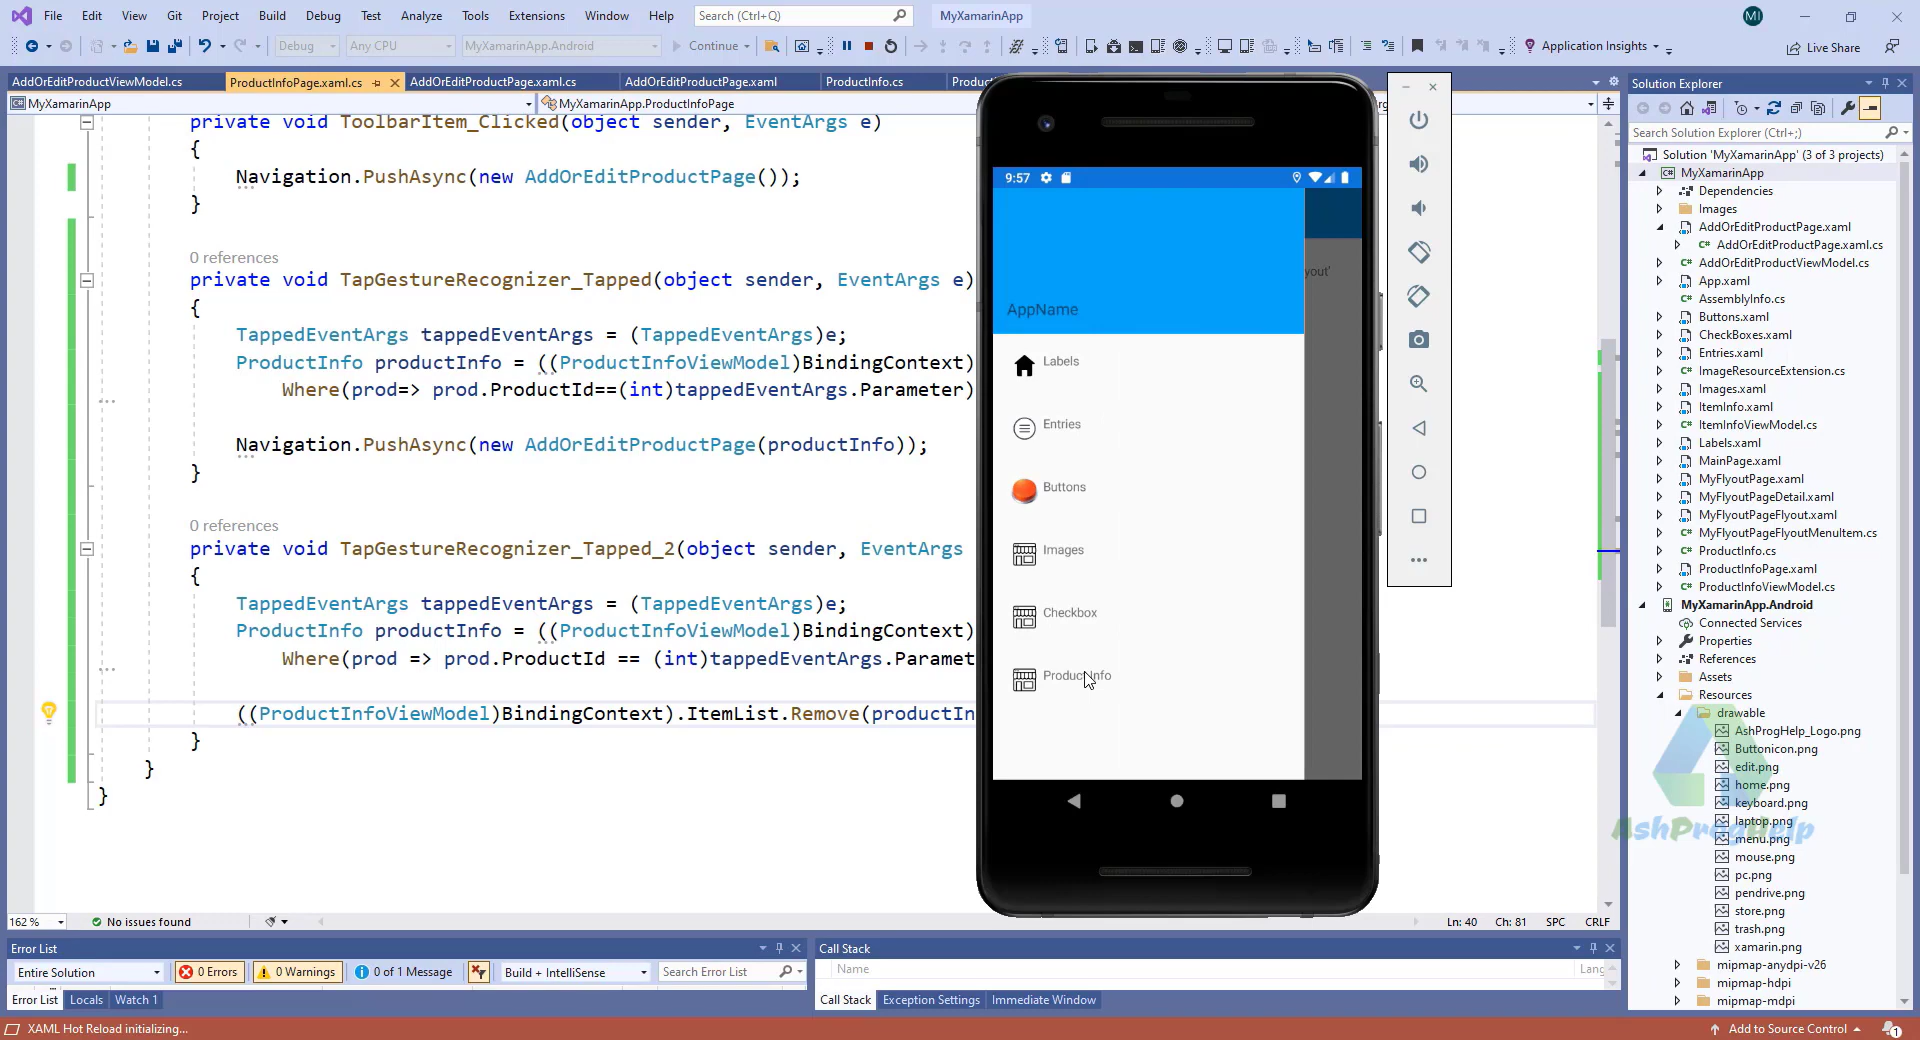 File Edit View Git Project Build Debug Test Analyze Tools Extensions Window Help Search (Ctrl+Q) MyXamarinApp MI
Debug Any CPU MyXamarinApp.Android Continue Application Insights Live Share
AddOrEditProductViewModel.cs ProductInfoPage.xaml.cs AddOrEditProductPage.xaml.cs AddOrEditProductPage.xaml ProductInfo.cs
MyXamarinApp MyXamarinApp.ProductInfoPage
private void ToolbarItem_Clicked(object sender, EventArgs e)
{
Navigation.PushAsync(new AddOrEditProductPage());
}
0 references
private void TapGestureRecognizer_Tapped(object sender, EventArgs e)
{
TappedEventArgs tappedEventArgs = (TappedEventArgs)e;
ProductInfo productInfo = ((ProductInfoViewModel)BindingContext)
Where(prod=> prod.ProductId==(int)tappedEventArgs.Parameter)
Navigation.PushAsync(new AddOrEditProductPage(productInfo));
}
0 references
private void TapGestureRecognizer_Tapped_2(object sender, EventArgs
{
TappedEventArgs tappedEventArgs = (TappedEventArgs)e;
ProductInfo productInfo = ((ProductInfoViewModel)BindingContext)
Where(prod => prod.ProductId == (int)tappedEventArgs.Paramet
((ProductInfoViewModel)BindingContext).ItemList.Remove(productIn
}
}
}
9:57
yout'
AppName
Labels
Entries
Buttons
Images
Checkbox
ProductInfo
Solution Explorer
Search Solution Explorer (Ctrl+;)
Solution 'MyXamarinApp' (3 of 3 projects)
MyXamarinApp
Dependencies
Images
AddOrEditProductPage.xaml
AddOrEditProductPage.xaml.cs
AddOrEditProductViewModel.cs
App.xaml
AssemblyInfo.cs
Buttons.xaml
CheckBoxes.xaml
Entries.xaml
ImageResourceExtension.cs
Images.xaml
ItemInfo.xaml
ItemInfoViewModel.cs
Labels.xaml
MainPage.xaml
MyFlyoutPage.xaml
MyFlyoutPageDetail.xaml
MyFlyoutPageFlyout.xaml
MyFlyoutPageFlyoutMenuItem.cs
ProductInfo.cs
ProductInfoPage.xaml
ProductInfoViewModel.cs
MyXamarinApp.Android
Connected Services
Properties
References
Assets
Resources
drawable
AshProgHelp_Logo.png
Buttonicon.png
edit.png
home.png
keyboard.png
laptop.png
AshProgHelp
menu.png
mouse.png
pc.png
pendrive.png
store.png
trash.png
xamarin.png
mipmap-anydpi-v26
mipmap-hdpi
mipmap-mdpi
162 % No issues found Ln: 40 Ch: 81 SPC CRLF
Error List
Entire Solution 0 Errors 0 Warnings 0 of 1 Message Build + IntelliSense Search Error List
Error List Locals Watch 1
Call Stack
Name Lang
Call Stack Exception Settings Immediate Window
XAML Hot Reload initializing... Add to Source Control 1